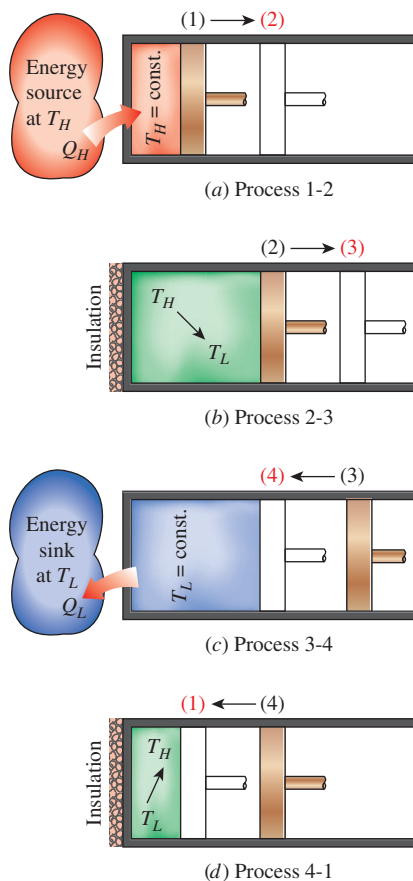 (1) → (2)
Energy
source
at T_H
Q_H
T_H = const.
(a) Process 1-2
(2) → (3)
Insulation
T_H
T_L
(b) Process 2-3
(4) ← (3)
Energy
sink
at T_L
Q_L
T_L = const.
(c) Process 3-4
(1) ← (4)
Insulation
T_H
T_L
(d) Process 4-1